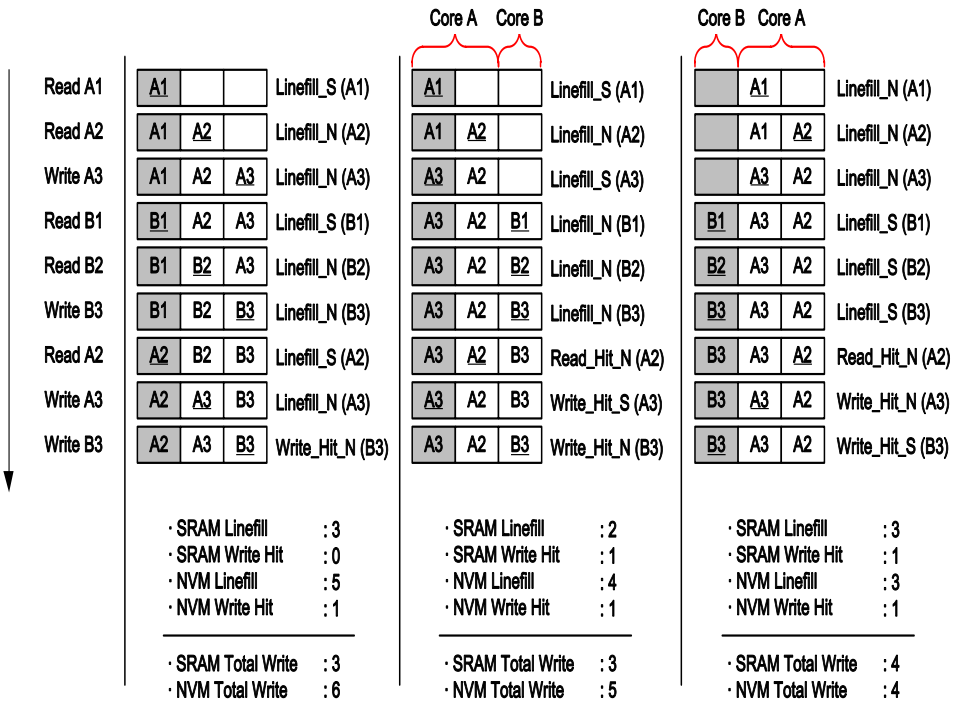 Core A Core B Core B Core A
Read A1 A1 Linefill_S (A1) A1 Linefill_S (A1) A1 Linefill_N (A1)
Read A2 A1 A2 Linefill_N (A2) A1 A2 Linefill_N (A2) A1 A2 Linefill_N (A2)
Write A3 A1 A2 A3 Linefill_N (A3) A3 A2 Linefill_S (A3) A3 A2 Linefill_N (A3)
Read B1 B1 A2 A3 Linefill_S (B1) A3 A2 B1 Linefill_N (B1) B1 A3 A2 Linefill_S (B1)
Read B2 B1 B2 A3 Linefill_N (B2) A3 A2 B2 Linefill_N (B2) B2 A3 A2 Linefill_S (B2)
Write B3 B1 B2 B3 Linefill_N (B3) A3 A2 B3 Linefill_N (B3) B3 A3 A2 Linefill_S (B3)
Read A2 A2 B2 B3 Linefill_S (A2) A3 A2 B3 Read_Hit_N (A2) B3 A3 A2 Read_Hit_N (A2)
Write A3 A2 A3 B3 Linefill_N (A3) A3 A2 B3 Write_Hit_S (A3) B3 A3 A2 Write_Hit_N (A3)
Write B3 A2 A3 B3 Write_Hit_N (B3) A3 A2 B3 Write_Hit_N (B3) B3 A3 A2 Write_Hit_S (B3)
· SRAM Linefill : 3 · SRAM Linefill : 2 · SRAM Linefill : 3
· SRAM Write Hit : 0 · SRAM Write Hit : 1 · SRAM Write Hit : 1
· NVM Linefill : 5 · NVM Linefill : 4 · NVM Linefill : 3
· NVM Write Hit : 1 · NVM Write Hit : 1 · NVM Write Hit : 1
· SRAM Total Write : 3 · SRAM Total Write : 3 · SRAM Total Write : 4
· NVM Total Write : 6 · NVM Total Write : 5 · NVM Total Write : 4